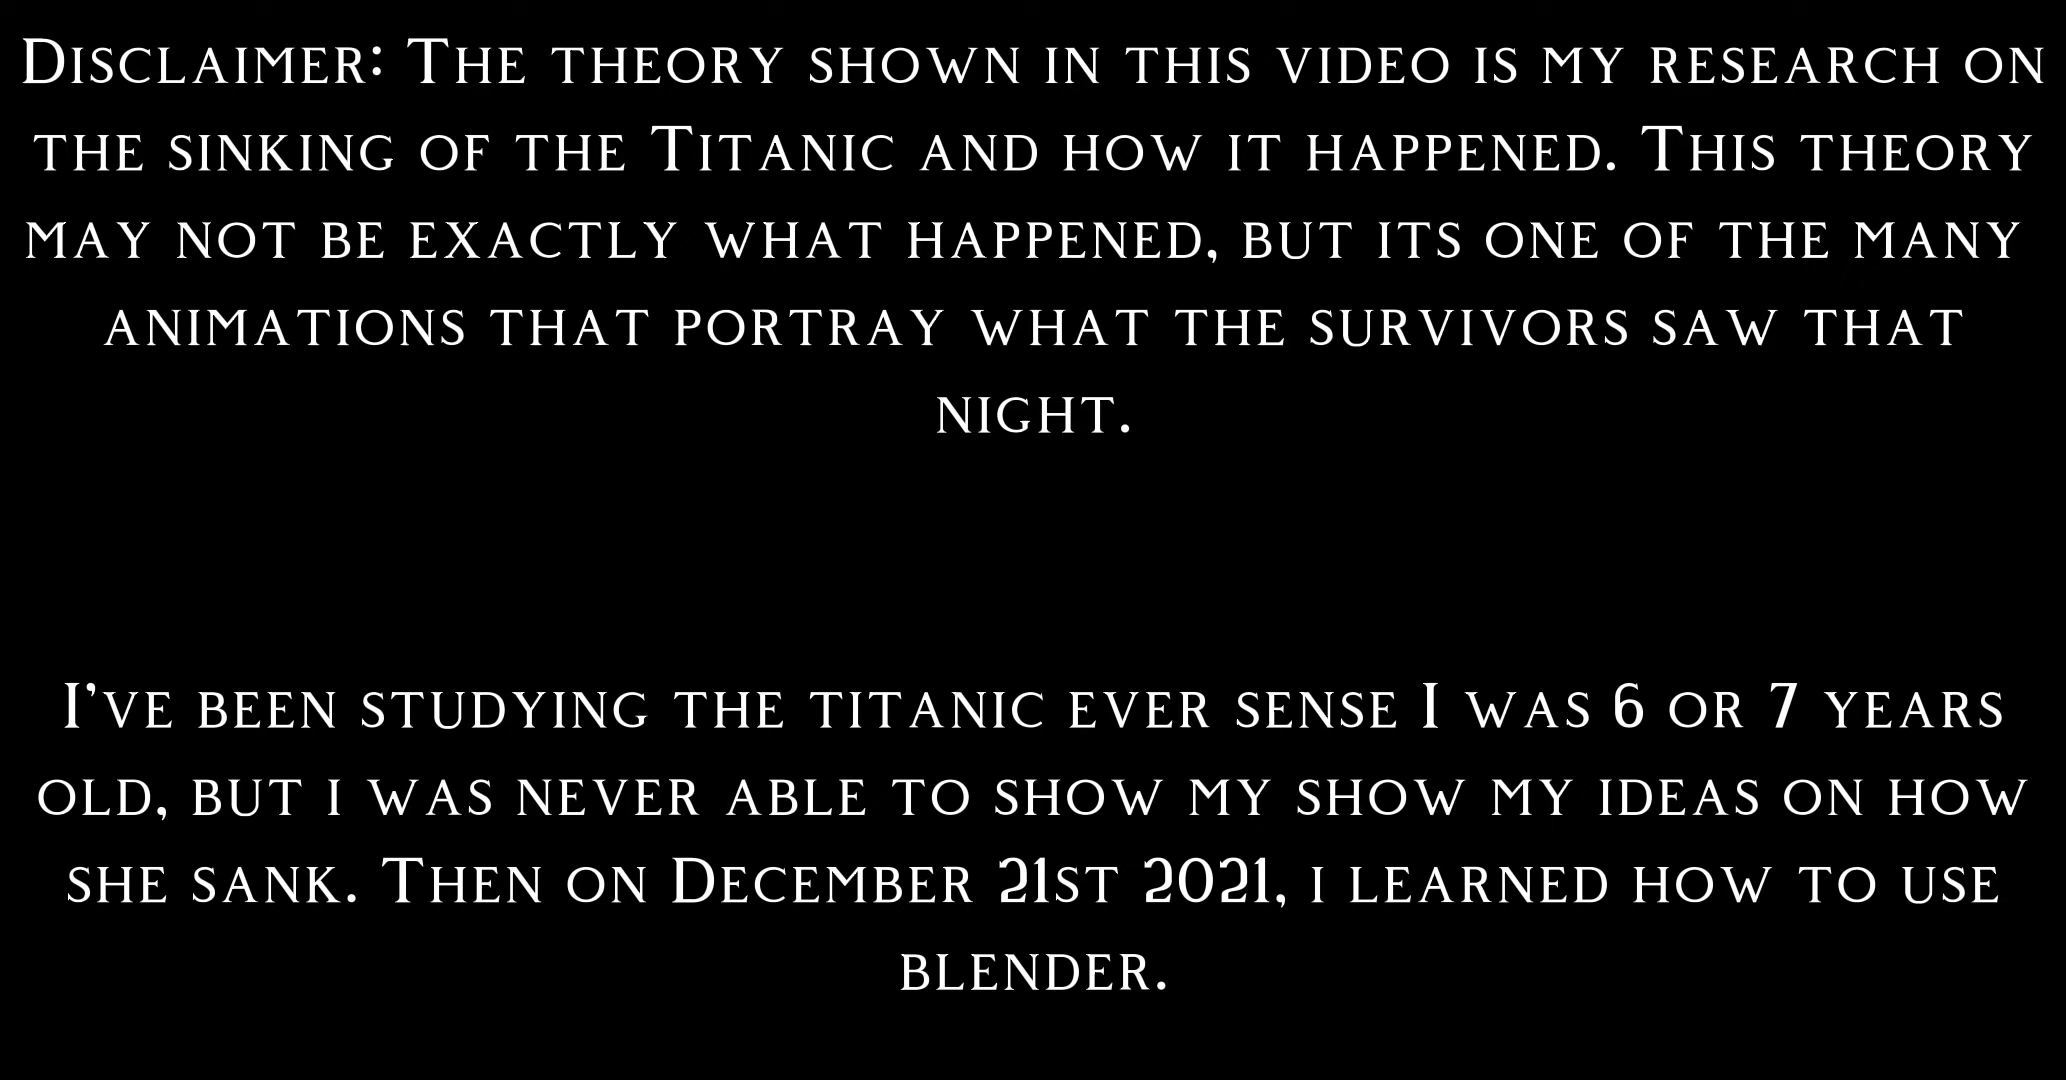 Disclaimer: The theory shown in this video is my research on
the sinking of the Titanic and how it happened. This theory
may not be exactly what happened, but its one of the many
animations that portray what the survivors saw that
night.
I've been studying the titanic ever sense I was 6 or 7 years
old, but i was never able to show my show my ideas on how
she sank. Then on December 21st 2021, i learned how to use
blender.